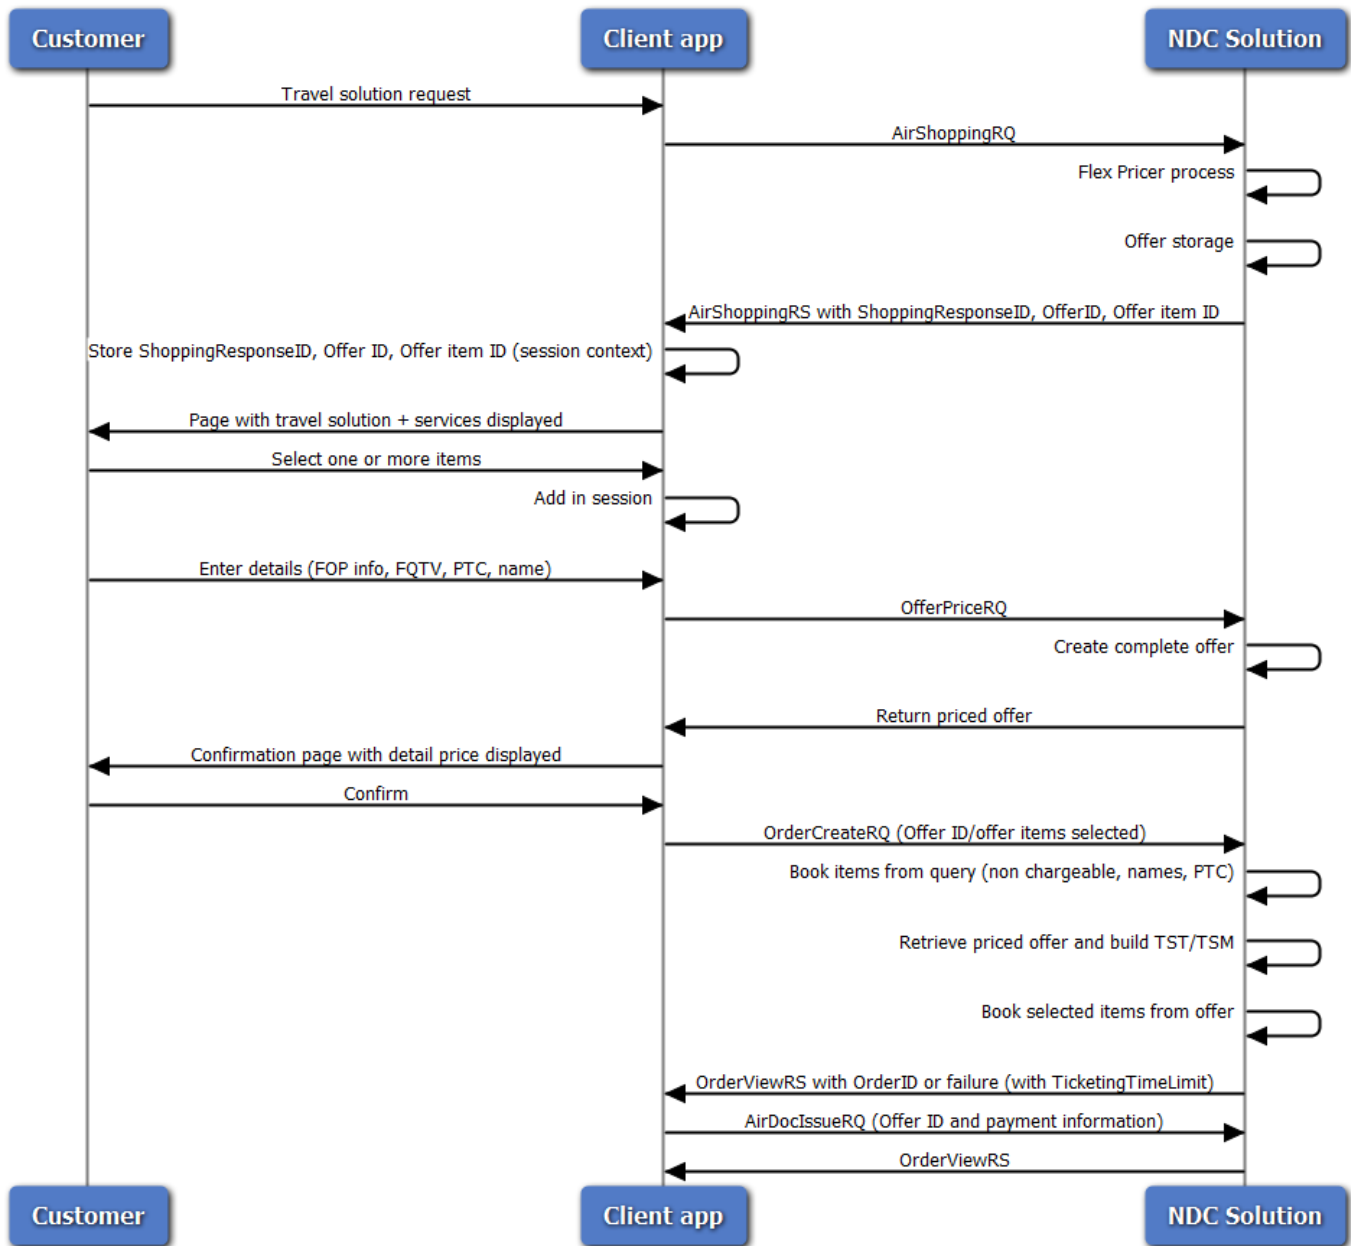 Customer
Client app
NDC Solution
Travel solution request
AirShoppingRQ
Flex Pricer process
Offer storage
AirShoppingRS with ShoppingResponseID, OfferID, Offer item ID
Store ShoppingResponseID, Offer ID, Offer item ID (session context)
Page with travel solution + services displayed
Select one or more items
Add in session
Enter details (FOP info, FQTV, PTC, name)
OfferPriceRQ
Create complete offer
Return priced offer
Confirmation page with detail price displayed
Confirm
OrderCreateRQ (Offer ID/offer items selected)
Book items from query (non chargeable, names, PTC)
Retrieve priced offer and build TST/TSM
Book selected items from offer
OrderViewRS with OrderID or failure (with TicketingTimeLimit)
AirDocIssueRQ (Offer ID and payment information)
OrderViewRS
Customer
Client app
NDC Solution